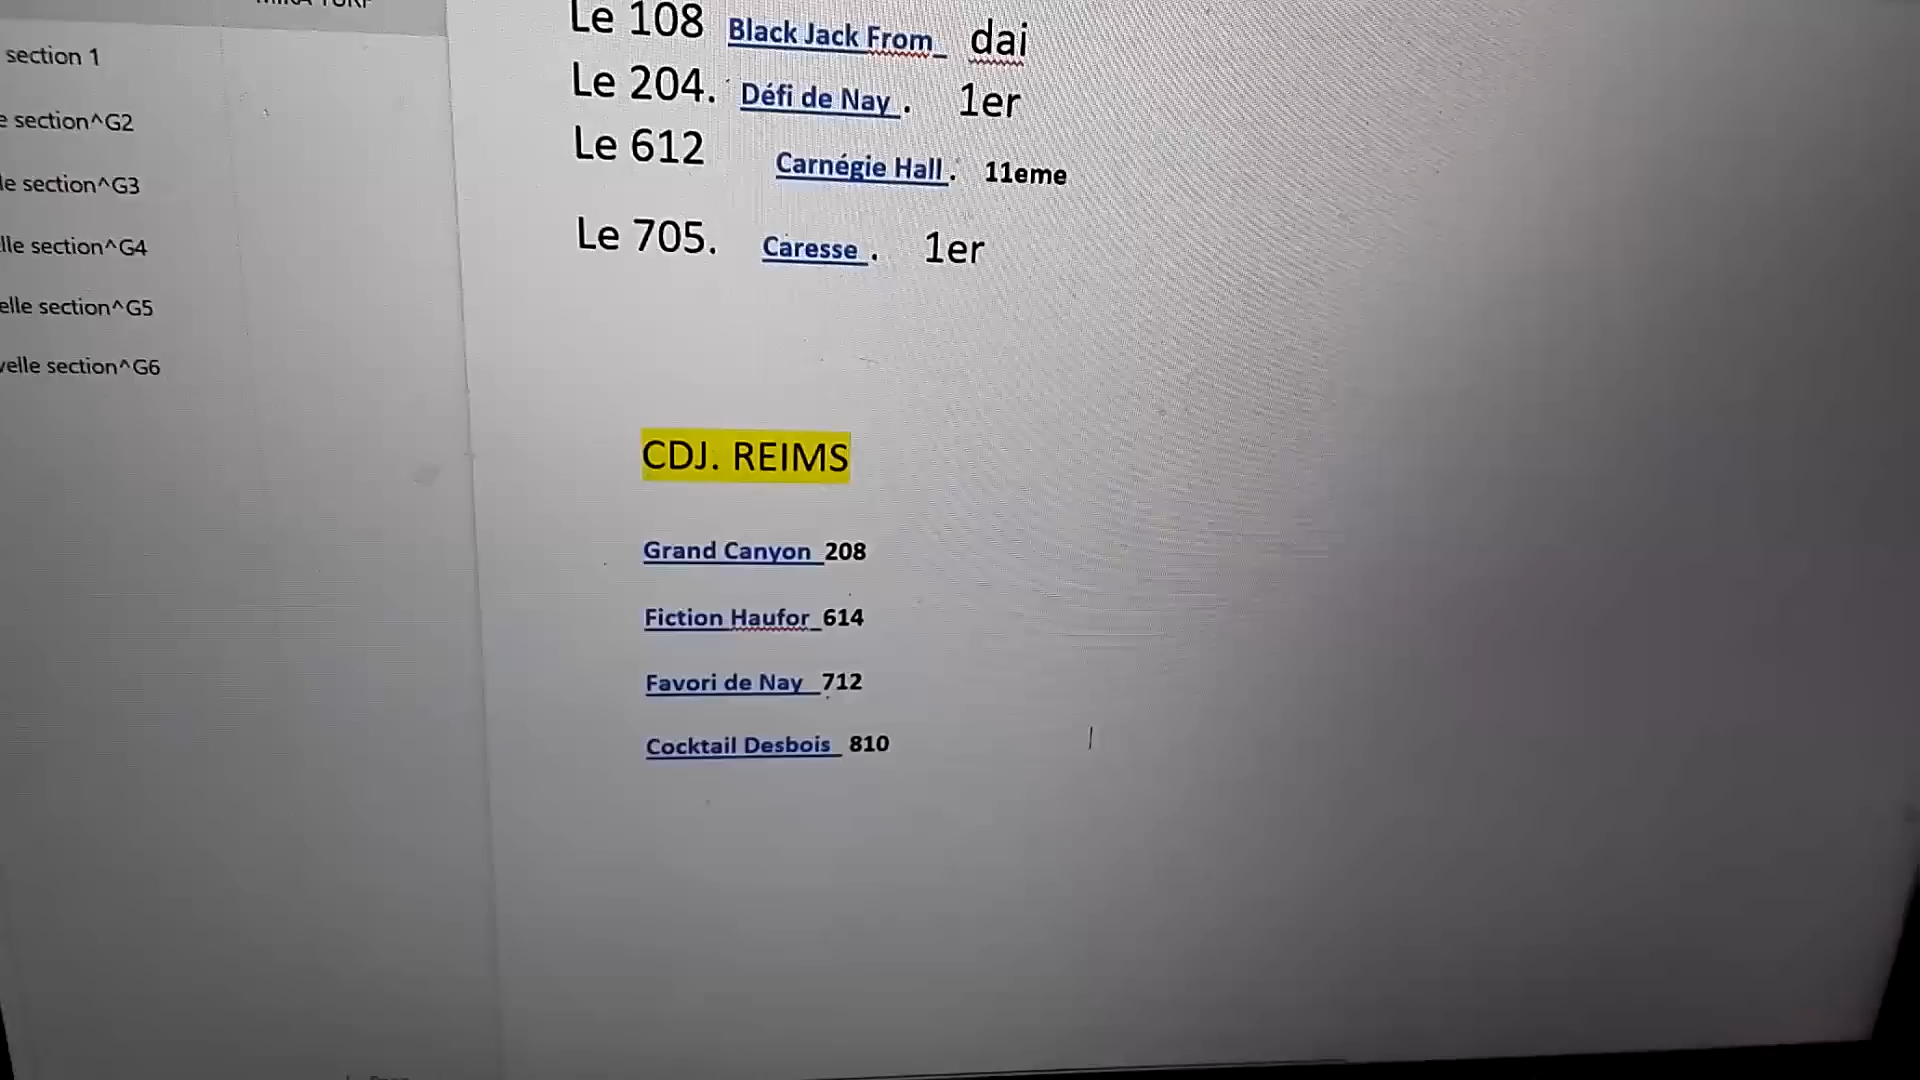 section 1
section^G2
le section^G3
lle section^G4
elle section^G5
velle section^G6
Le 108 Black Jack From dai
Le 204. Défi de Nay . 1er
Le 612 Carnégie Hall . 11eme
Le 705. Caresse . 1er
CDJ. REIMS
Grand Canyon 208
Fiction Haufor 614
Favori de Nay 712
Cocktail Desbois 810